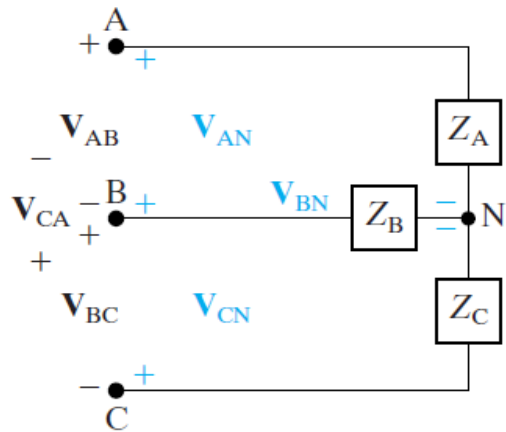 A
+
+
V_AB V_AN Z_A
−
− B + V_BN −
V_CA Z_B N
+ −
+
V_BC V_CN Z_C
− +
C